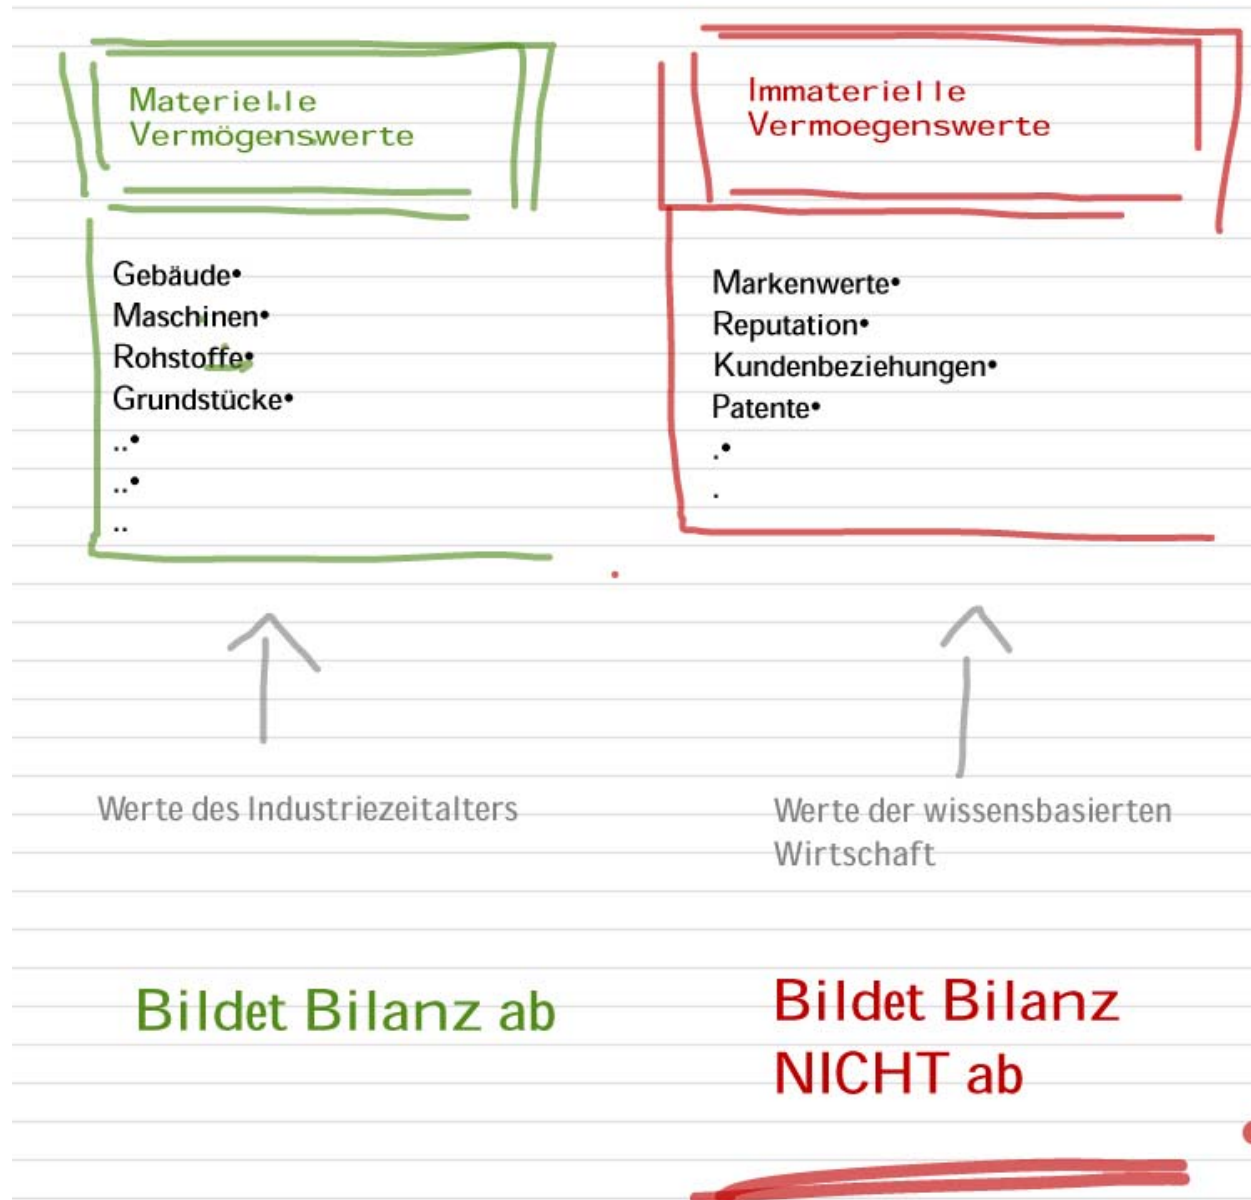 Materielle
Vermögenswerte
Gebäude•
Maschinen•
Rohstoffe•
Grundstücke•
..•
..•
..
Werte des Industriezeitalters
Bildet Bilanz ab
Immaterielle
Vermoegenswerte
Markenwerte•
Reputation•
Kundenbeziehungen•
Patente•
.•
.
Werte der wissensbasierten
Wirtschaft
Bildet Bilanz
NICHT ab